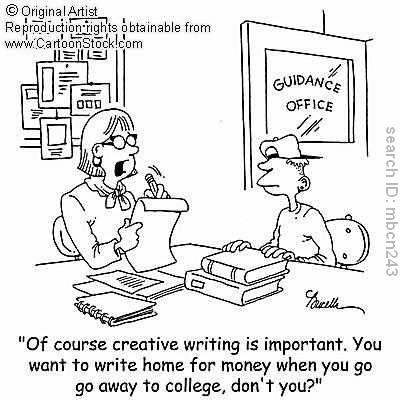 © Original Artist
Reproduction rights obtainable from
www.CartoonStock.com
GUIDANCE
OFFICE
search ID: mbcn243
"Of course creative writing is important. You
want to write home for money when you go
go away to college, don't you?"